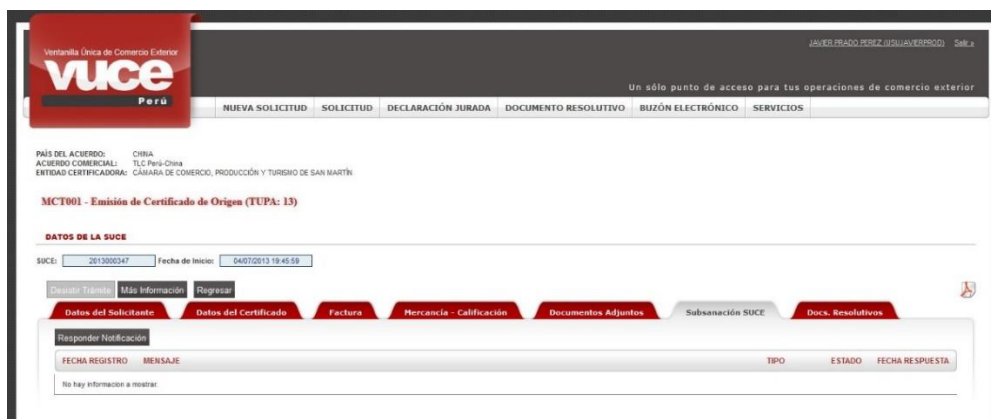 JAVIER PRADO PEREZ (USUJAVIERPROD) Salir »
Ventanilla Única de Comercio Exterior
vuce
Perú
Un sólo punto de acceso para tus operaciones de comercio exterior
NUEVA SOLICITUD SOLICITUD DECLARACIÓN JURADA DOCUMENTO RESOLUTIVO BUZÓN ELECTRÓNICO SERVICIOS
PAÍS DEL ACUERDO: CHINA
ACUERDO COMERCIAL: TLC Perú-China
ENTIDAD CERTIFICADORA: CÁMARA DE COMERCIO, PRODUCCIÓN Y TURISMO DE SAN MARTÍN
MCT001 - Emisión de Certificado de Origen (TUPA: 13)
DATOS DE LA SUCE
SUCE: 2013000347 Fecha de Inicio: 04/07/2013 19:45:59
Desistir Trámite Más Información Regresar
Datos del Solicitante Datos del Certificado Factura Mercancía - Calificación Documentos Adjuntos Subsanación SUCE Docs. Resolutivos
Responder Notificación
FECHA REGISTRO MENSAJE TIPO ESTADO FECHA RESPUESTA
No hay información a mostrar.